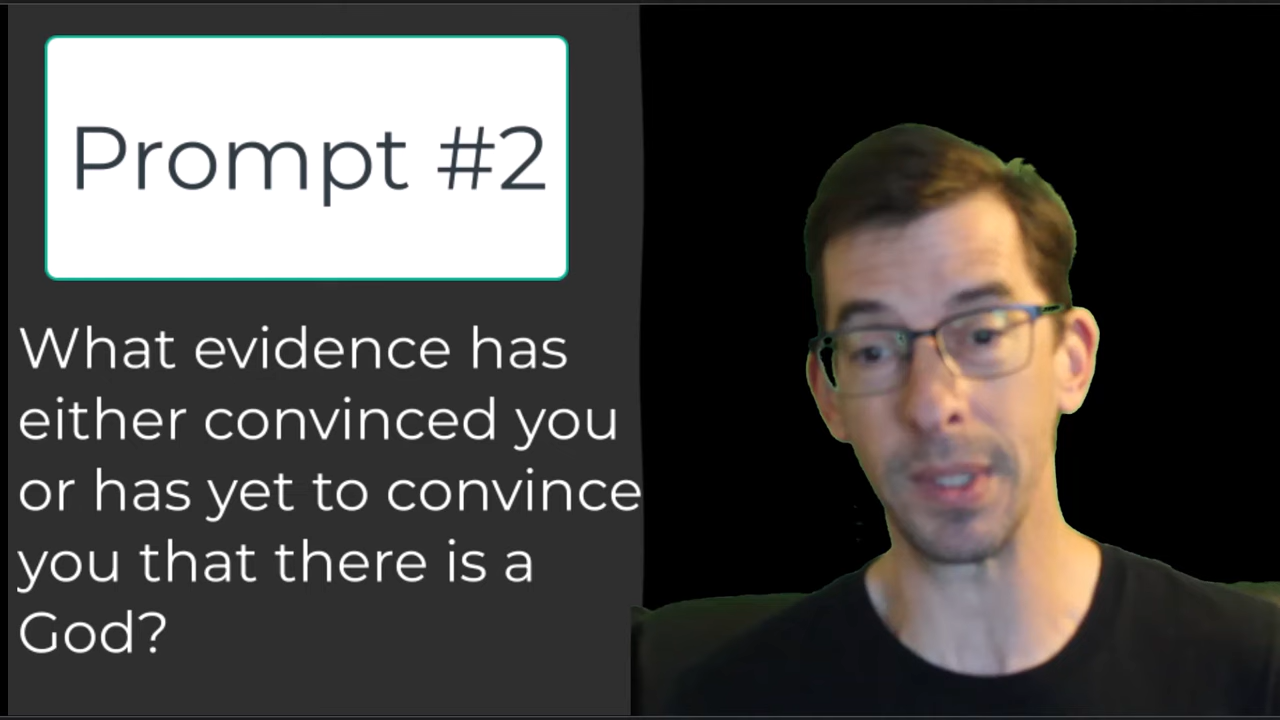 Prompt #2
What evidence has
either convinced you
or has yet to convince
you that there is a
God?